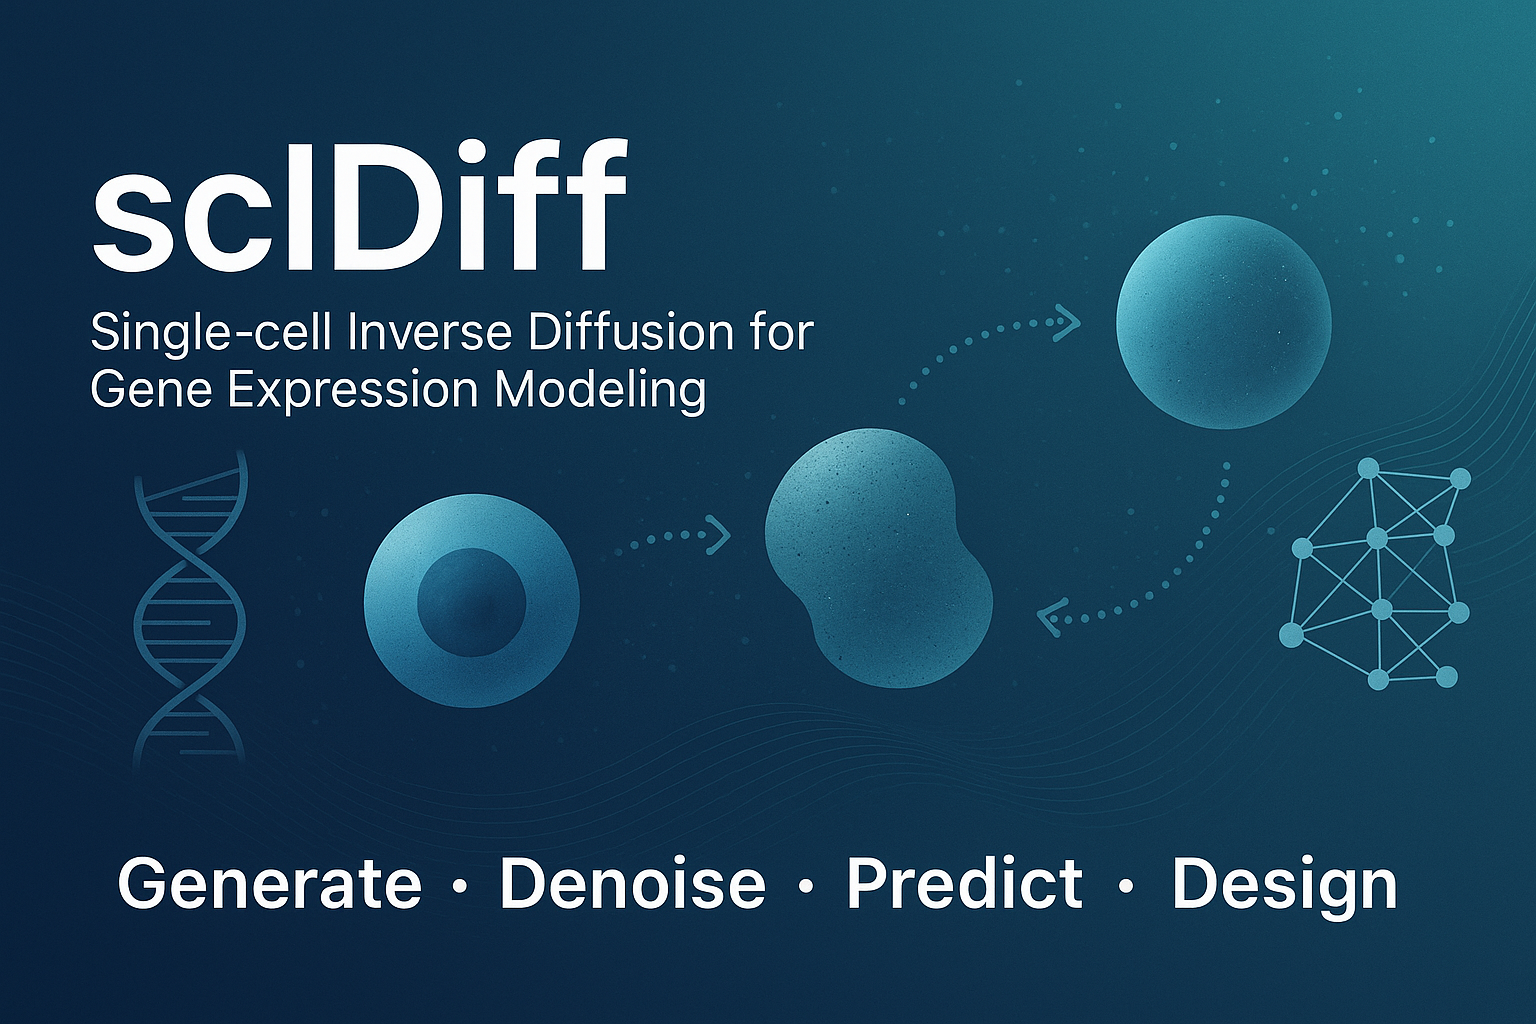 scIDiff
Single-cell Inverse Diffusion for
Gene Expression Modeling
Generate · Denoise · Predict · Design